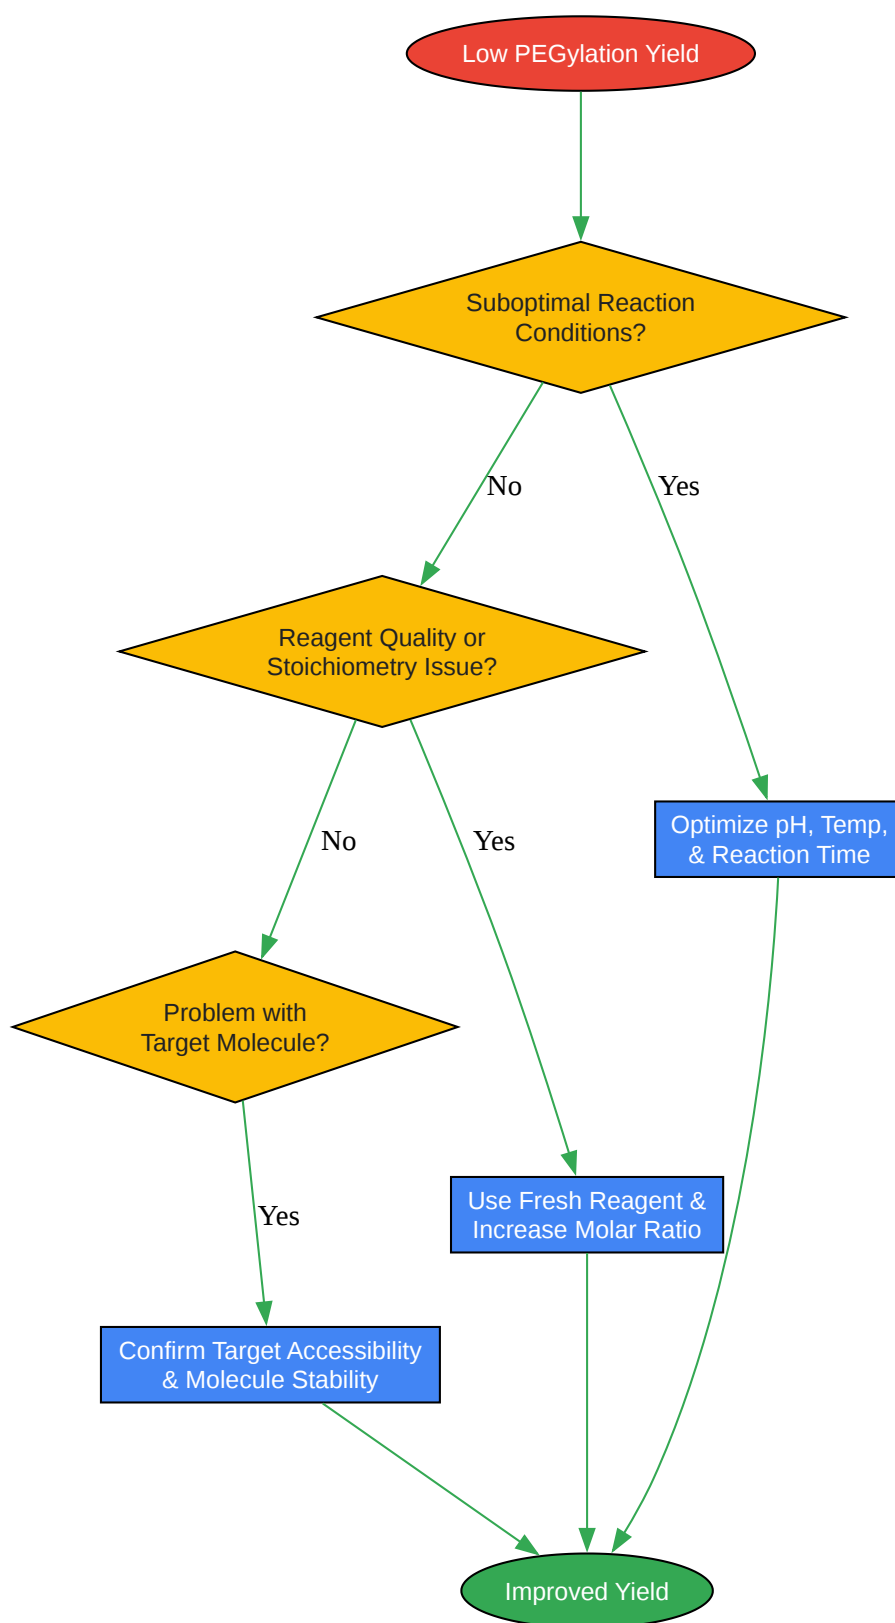 Low PEGylation Yield
Suboptimal Reaction
Conditions?
No
Yes
Reagent Quality or
Stoichiometry Issue?
Optimize pH, Temp,
& Reaction Time
No
Yes
Problem with
Target Molecule?
Use Fresh Reagent &
Increase Molar Ratio
Yes
Confirm Target Accessibility
& Molecule Stability
Improved Yield